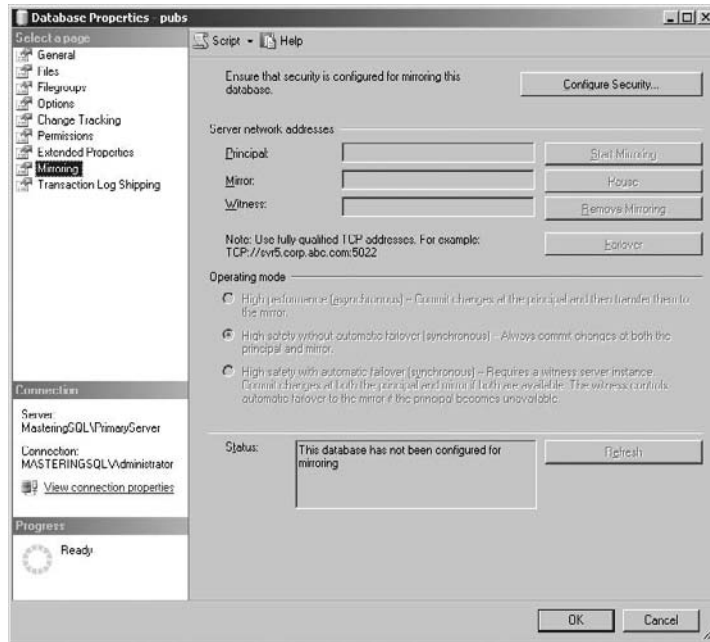 Database Properties - pubs
Select a page
General
Files
Filegroups
Options
Change Tracking
Permissions
Extended Properties
Mirroring
Transaction Log Shipping
Script
Help
Ensure that security is configured for mirroring this
database.
Configure Security...
Server network addresses
Principal:
Start Mirroring
Mirror:
Pause
Witness:
Remove Mirroring
Note: Use fully qualified TCP addresses. For example:
TCP://svr5.corp.abc.com:5022
Failover
Operating mode
High performance (asynchronous) – Commit changes at the principal and then transfer them to
the mirror.
High safety without automatic failover (synchronous) – Always commit changes at both the
principal and mirror.
High safety with automatic failover (synchronous) – Requires a witness server instance.
Commit changes at both the principal and mirror if both are available. The witness controls
automatic failover to the mirror if the principal becomes unavailable.
Status:
This database has not been configured for
mirroring
Refresh
Connection
Server:
MasteringSQL\PrimaryServer
Connection:
MASTERINGSQL\Administrator
View connection properties
Progress
Ready
OK
Cancel